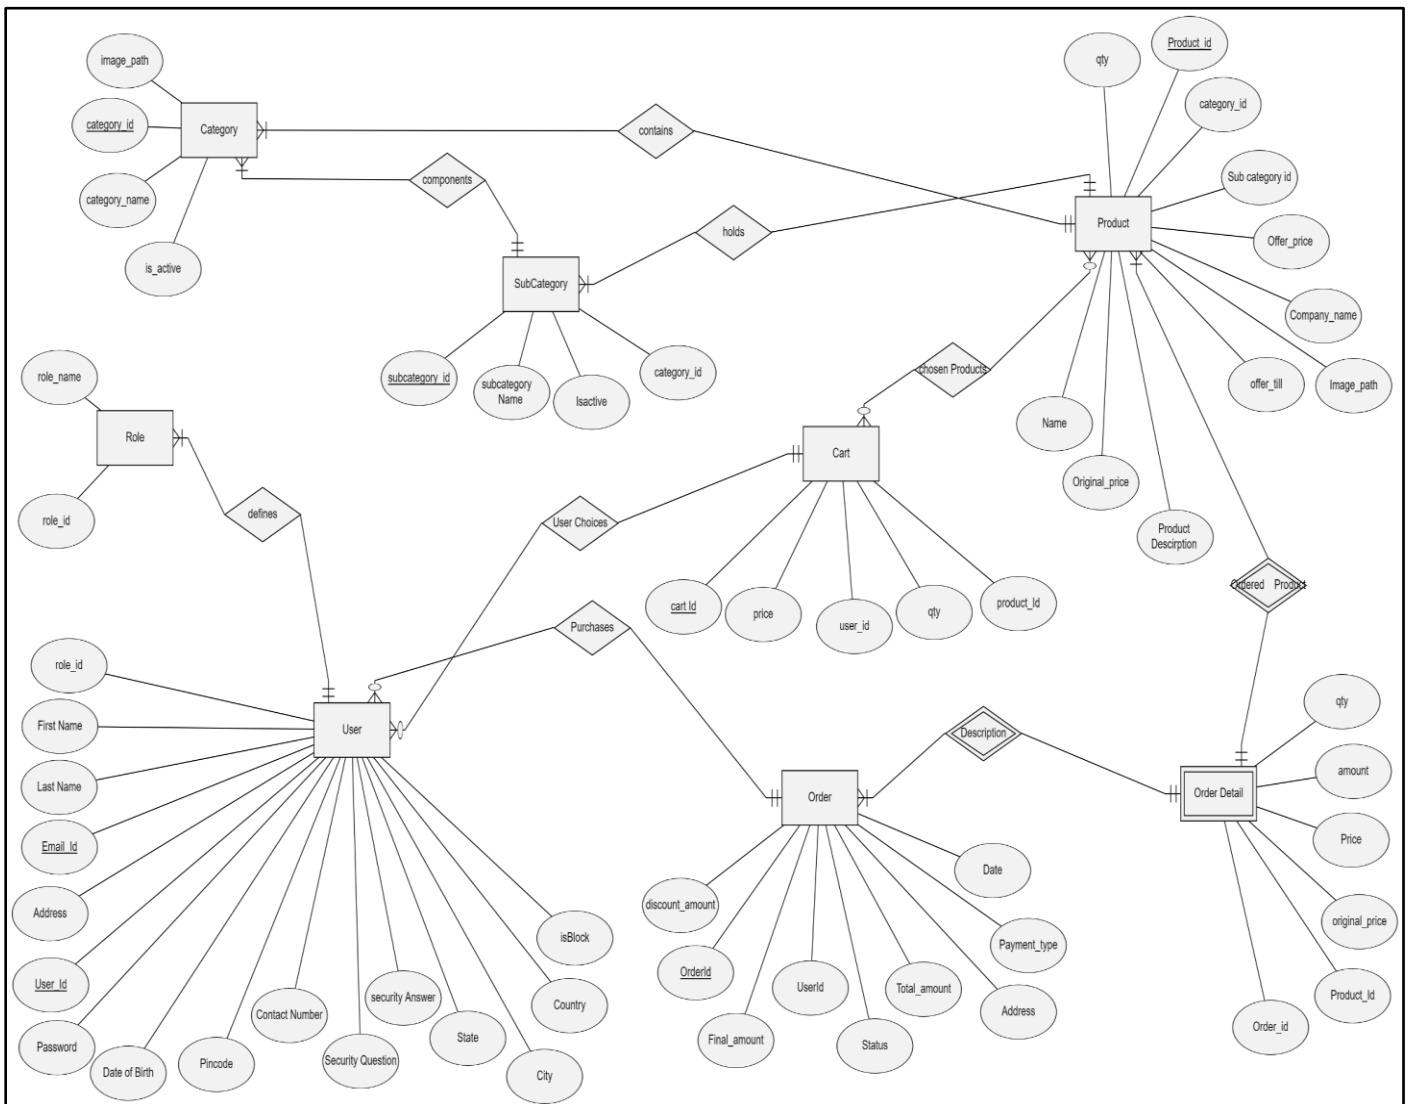 image_path
category_id
category_name
is_active
Category
contains
components
qty
Product_id
category_id
Sub category id
Offer_price
Company_name
Image_path
offer_till
Product
holds
SubCategory
subcategory_id
subcategory
Name
Isactive
category_id
chosen Products
Name
Original_price
Product
Descirption
role_name
Role
role_id
defines
Cart
User Choices
cart Id
price
user_id
qty
product_Id
Ordered Product
Purchases
role_id
First Name
Last Name
Email_Id
Address
User_Id
Password
Date of Birth
Pincode
Contact Number
Security Question
security Answer
State
City
Country
isBlock
User
Description
Order
discount_amount
OrderId
Final_amount
UserId
Status
Total_amount
Address
Payment_type
Date
Order Detail
qty
amount
Price
original_price
Product_Id
Order_id